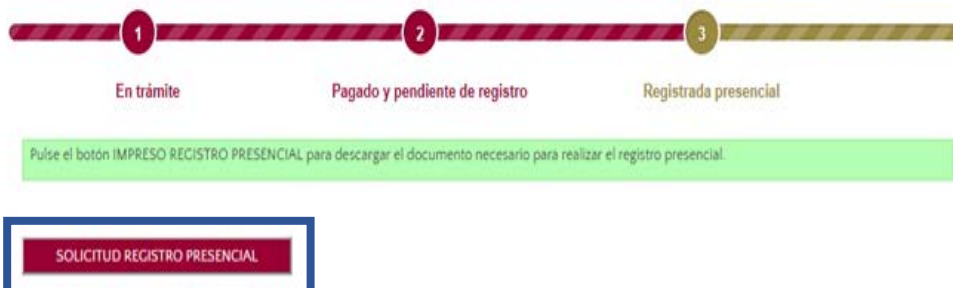 1 2 3
En trámite Pagado y pendiente de registro Registrada presencial
Pulse el botón IMPRESO REGISTRO PRESENCIAL para descargar el documento necesario para realizar el registro presencial.
SOLICITUD REGISTRO PRESENCIAL